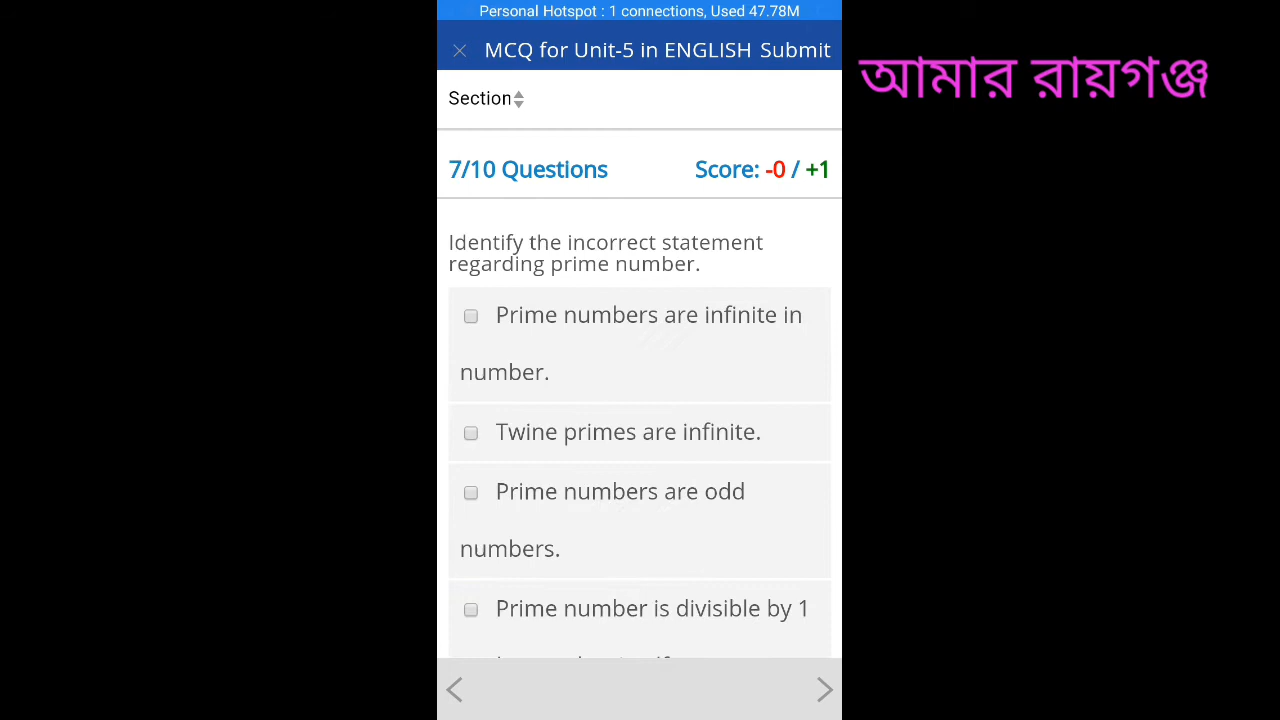 Personal Hotspot : 1 connections, Used 47.78M
MCQ for Unit-5 in ENGLISH Submit
আমার রায়গঞ্জ
Section
7/10 Questions Score: -0 / +1
Identify the incorrect statement
regarding prime number.
Prime numbers are infinite in
number.
Twine primes are infinite.
Prime numbers are odd
numbers.
Prime number is divisible by 1